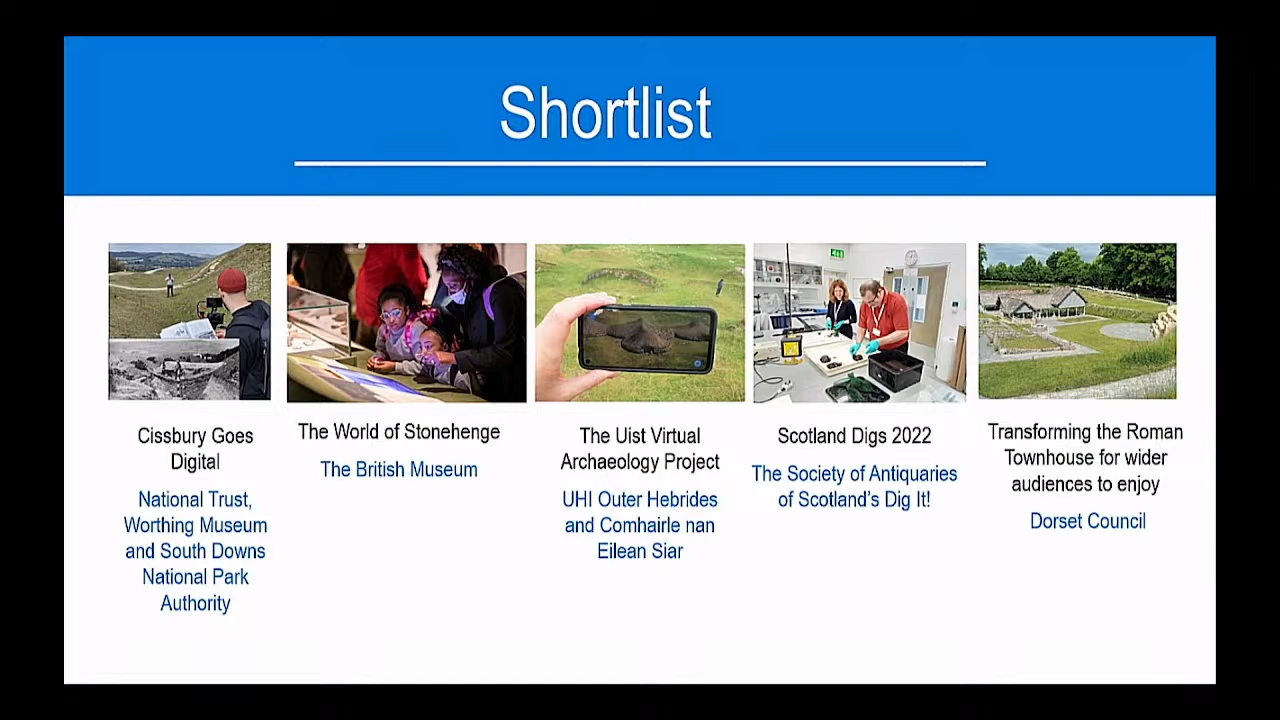 Shortlist
Cissbury Goes
Digital
National Trust,
Worthing Museum
and South Downs
National Park
Authority
The World of Stonehenge
The British Museum
The Uist Virtual
Archaeology Project
UHI Outer Hebrides
and Comhairle nan
Eilean Siar
Scotland Digs 2022
The Society of Antiquaries
of Scotland’s Dig It!
Transforming the Roman
Townhouse for wider
audiences to enjoy
Dorset Council